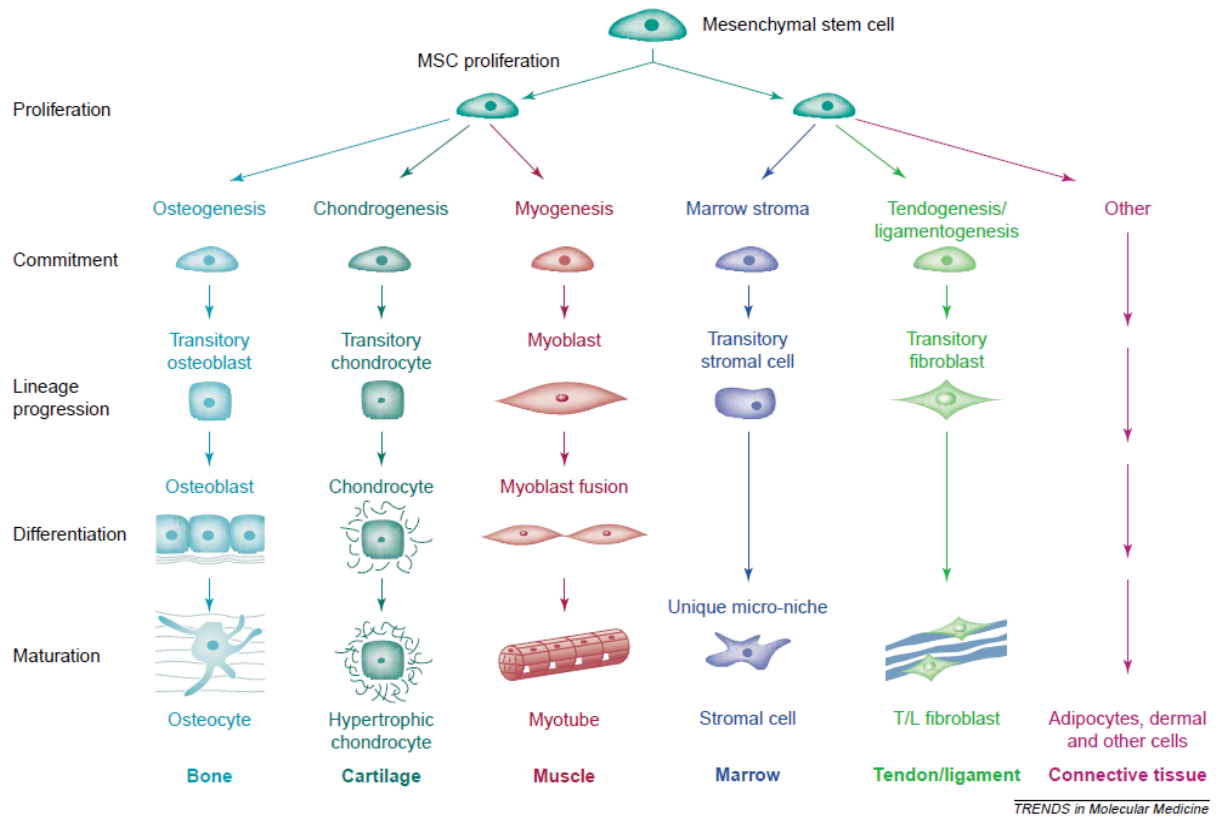 Mesenchymal stem cell
MSC proliferation
Proliferation
Osteogenesis
Chondrogenesis
Myogenesis
Marrow stroma
Tendogenesis/
ligamentogenesis
Other
Commitment
Transitory
osteoblast
Transitory
chondrocyte
Myoblast
Transitory
stromal cell
Transitory
fibroblast
Lineage
progression
Osteoblast
Chondrocyte
Myoblast fusion
Differentiation
Unique micro-niche
Maturation
Osteocyte
Hypertrophic
chondrocyte
Myotube
Stromal cell
T/L fibroblast
Adipocytes, dermal
and other cells
Bone
Cartilage
Muscle
Marrow
Tendon/ligament
Connective tissue
TRENDS in Molecular Medicine